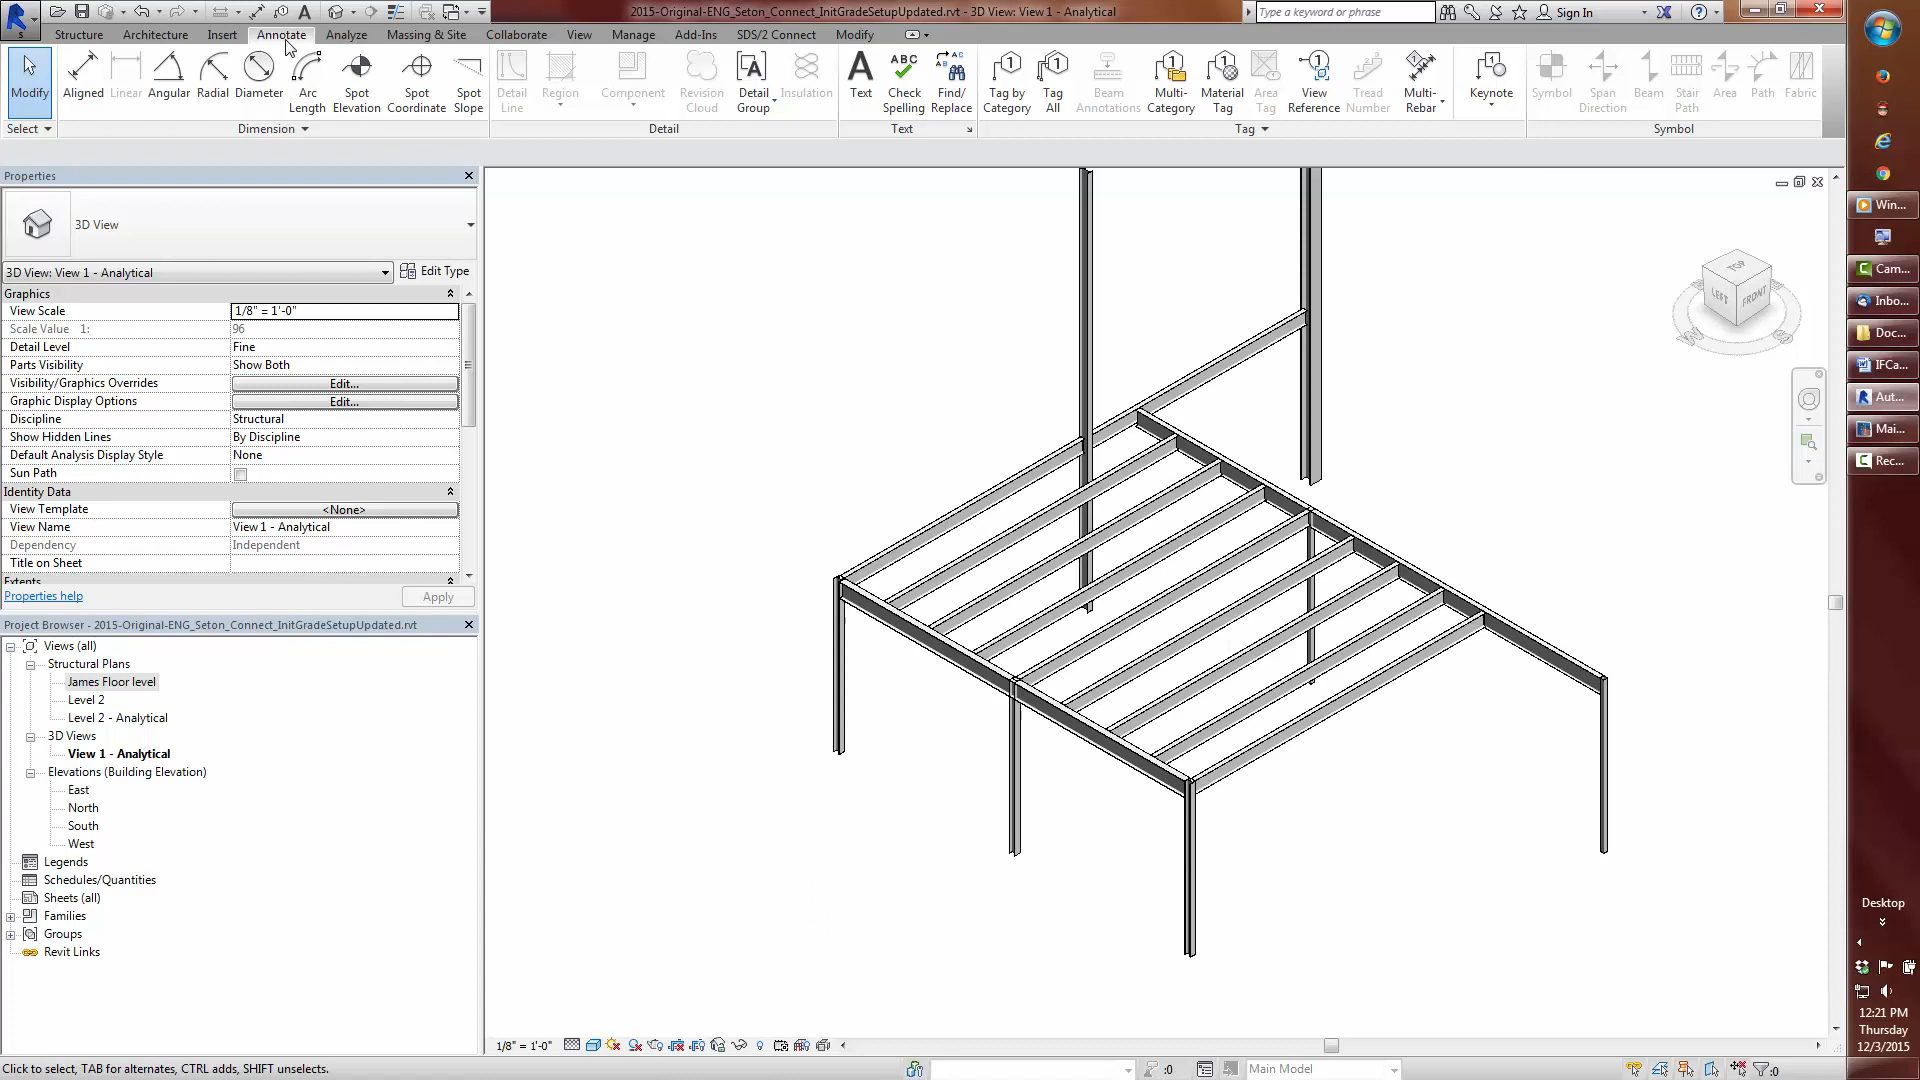 2015-Original-ENG_Seton_Connect_InitGradeSetupUpdated.rvt - 3D View: View 1 - Analytical
Type a keyword or phrase
Sign In
Structure Architecture Insert Annotate Analyze Massing & Site Collaborate View Manage Add-Ins SDS/2 Connect Modify
Modify
Aligned
Linear
Angular
Radial
Diameter
Arc Length
Spot Elevation
Spot Coordinate
Spot Slope
Detail Line
Region
Component
Revision Cloud
Detail Group
Insulation
Text
Check Spelling
Find/ Replace
Tag by Category
Tag All
Beam Annotations
Multi- Category
Material Tag
Area Tag
View Reference
Tread Number
Multi- Rebar
Keynote
Symbol
Span Direction
Beam
Stair Path
Area
Path
Fabric
Select Dimension Detail Text Tag Symbol
Properties
3D View
3D View: View 1 - Analytical Edit Type
Graphics
View Scale 1/8" = 1'-0"
Scale Value 1: 96
Detail Level Fine
Parts Visibility Show Both
Visibility/Graphics Overrides Edit...
Graphic Display Options Edit...
Discipline Structural
Show Hidden Lines By Discipline
Default Analysis Display Style None
Sun Path
Identity Data
View Template <None>
View Name View 1 - Analytical
Dependency Independent
Title on Sheet
Extents
Properties help Apply
Project Browser - 2015-Original-ENG_Seton_Connect_InitGradeSetupUpdated.rvt
Views (all)
Structural Plans
James Floor level
Level 2
Level 2 - Analytical
3D Views
View 1 - Analytical
Elevations (Building Elevation)
East
North
South
West
Legends
Schedules/Quantities
Sheets (all)
Families
Groups
Revit Links
TOP
LEFT
FRONT
W
S
1/8" = 1'-0"
Click to select, TAB for alternates, CTRL adds, SHIFT unselects.
:0
Main Model
:0
Win...
Cam...
Inbo...
Doc...
IFCa...
Aut...
Mai...
Rec...
Desktop
12:21 PM
Thursday
12/3/2015